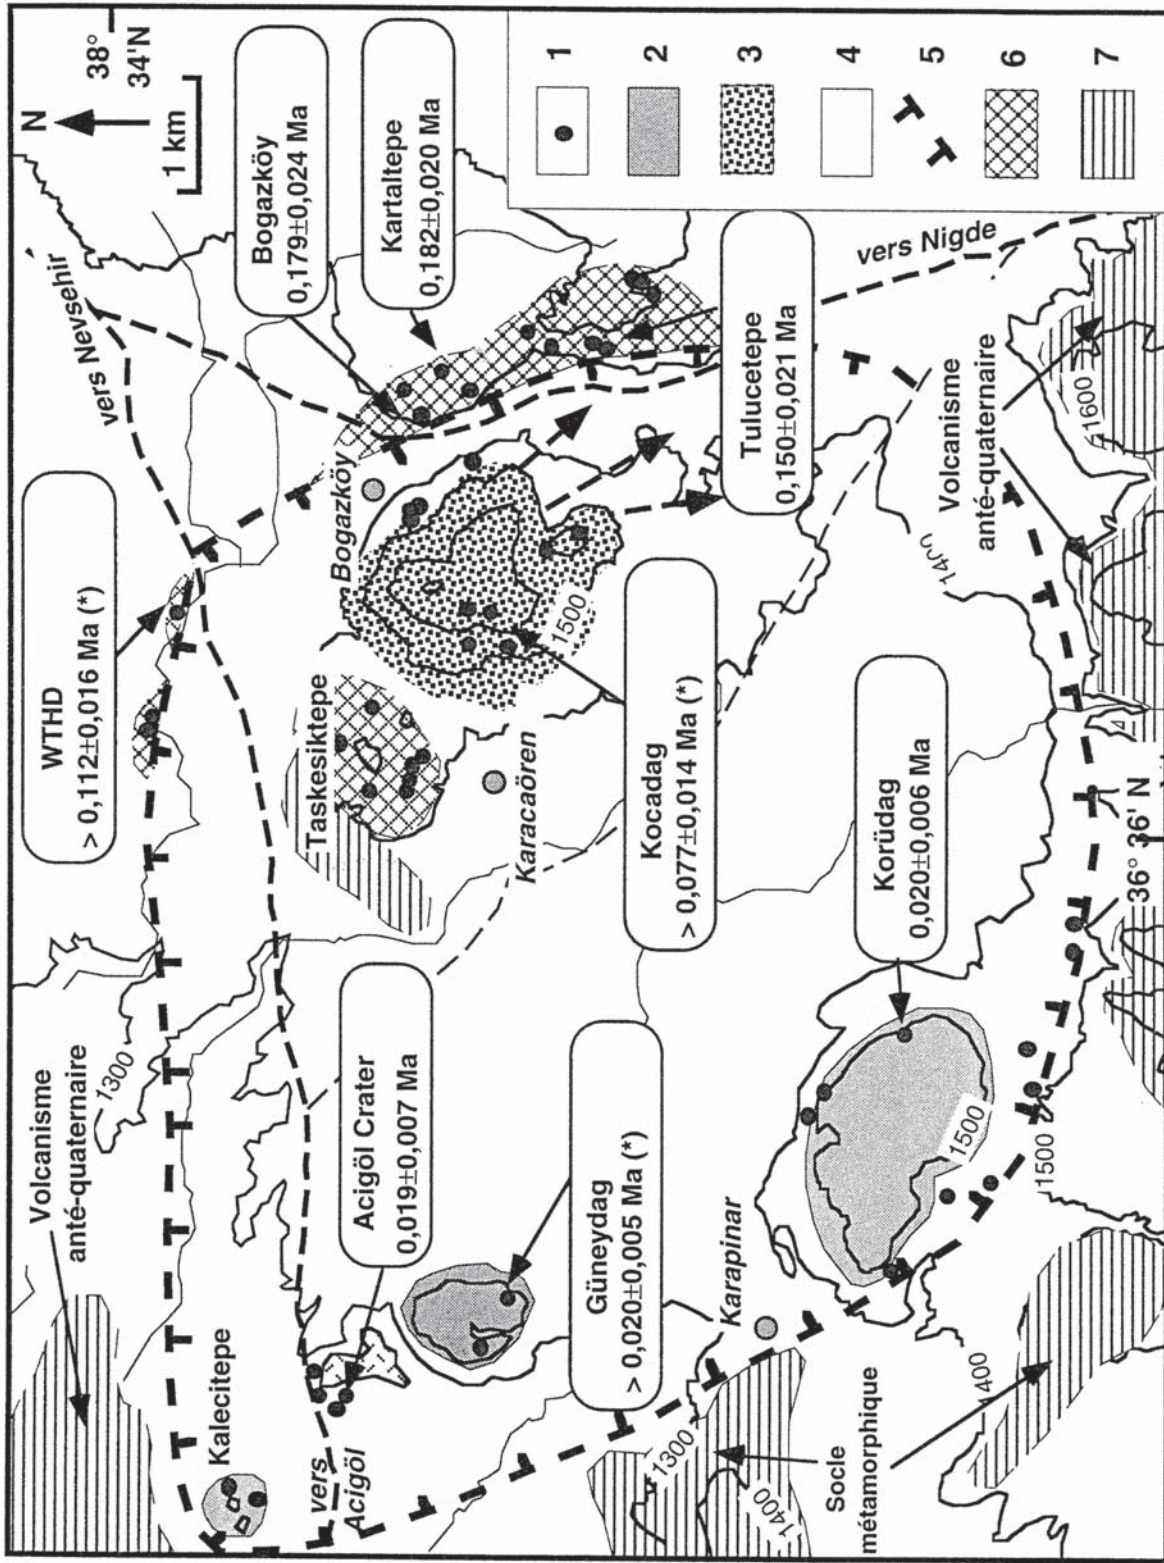 Volcanisme
anté-quaternaire
WTHD
> 0,112±0,016 Ma (*)
vers Nevsehir
N
38°
34'N
1 km
1300
Kalecitepe
vers
Acigöl
Acigöl Crater
0,019±0,007 Ma
Taskesiktepe
Bogazköy
Bogazköy
0,179±0,024 Ma
Kartaltepe
0,182±0,020 Ma
Karacaören
1500
Güneydag
> 0,020±0,005 Ma (*)
Kocadag
> 0,077±0,014 Ma (*)
Tulucetepe
0,150±0,021 Ma
vers Nigde
1
2
3
4
5
6
7
Karapinar
1300
1400
Socle
métamorphique
1400
1500
1500
Korüdag
0,020±0,006 Ma
1400
Volcanisme
anté-quaternaire
1600
36° 36' N